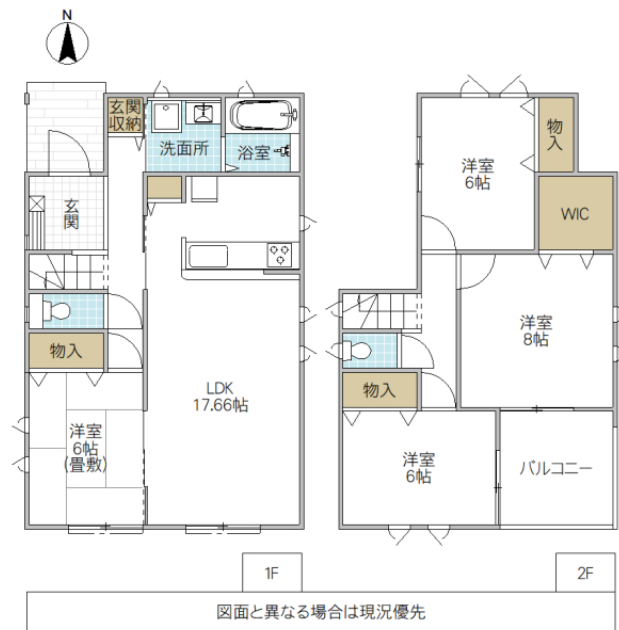 N
玄関
収納
洗面所
浴室
玄
関
物入
LDK
17.66帖
洋室
6帖
(畳敷)
洋室
6帖
物
入
WIC
洋室
8帖
物入
洋室
6帖
バルコニー
1F
2F
図面と異なる場合は現況優先